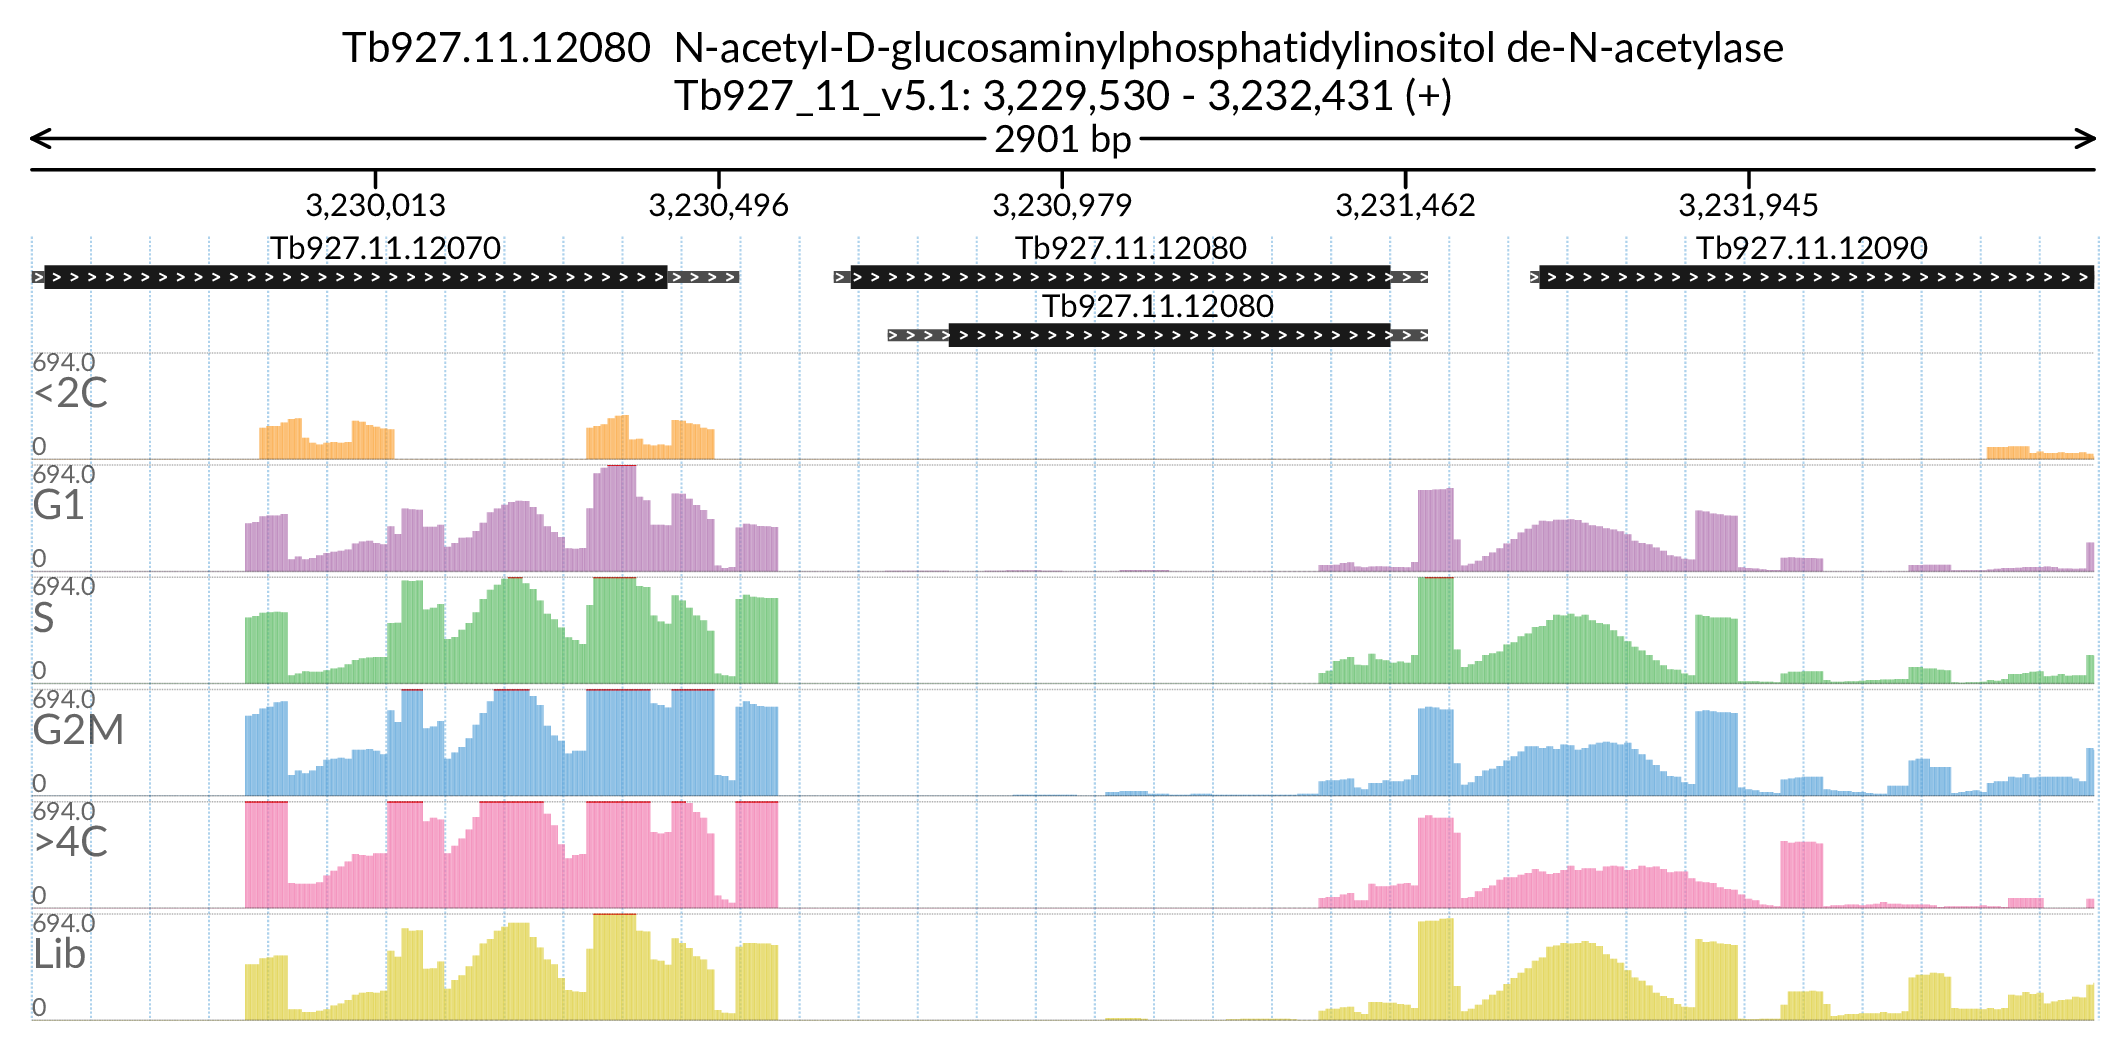 Tb927.11.12080  N-acetyl-D-glucosaminylphosphatidylinositol de-N-acetylase
Tb927_11_v5.1: 3,229,530 - 3,232,431 (+)
2901 bp
3,230,013 3,230,496 3,230,979 3,231,462 3,231,945
Tb927.11.12070 Tb927.11.12080 Tb927.11.12090
Tb927.11.12080
694.0
<2C
0
694.0
G1
0
694.0
S
0
694.0
G2M
0
694.0
>4C
0
694.0
Lib
0